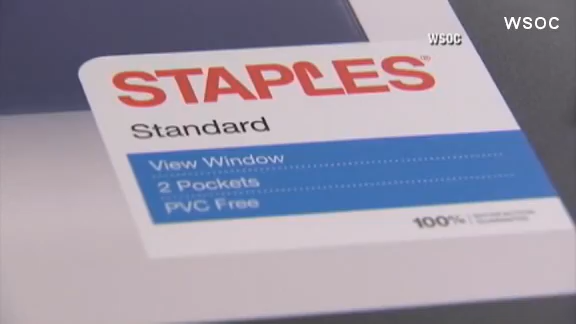 WSOC
WSOC
STAPLES®
Standard
View Window
2 Pockets
PVC Free
100%